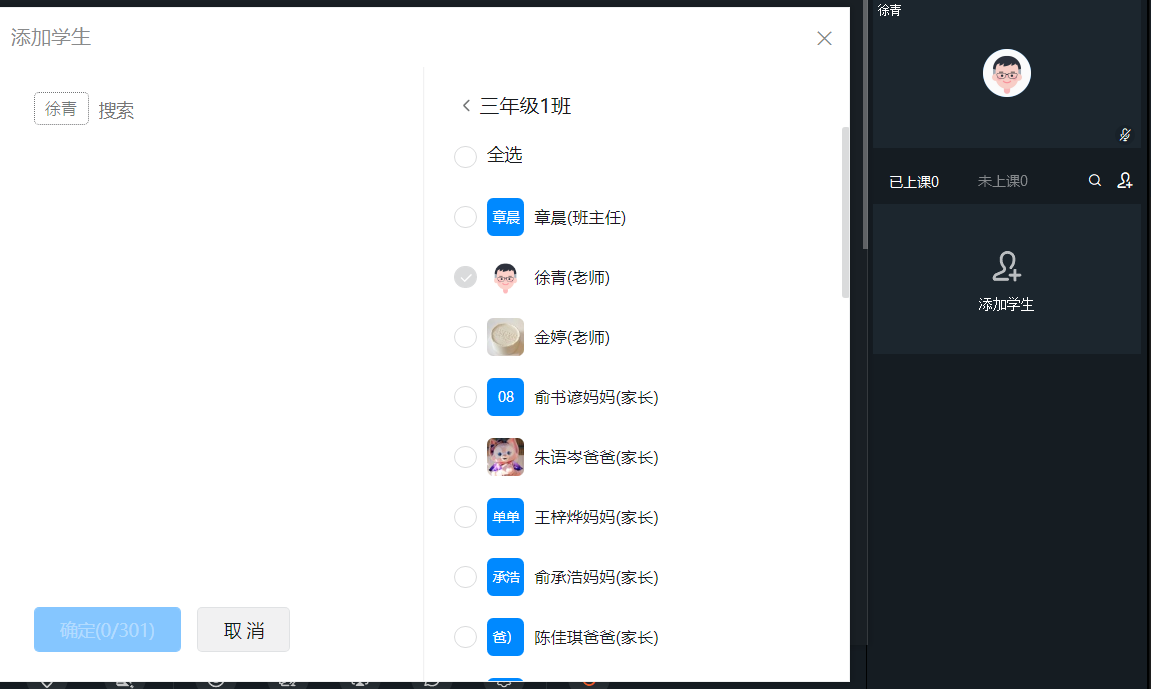 添加学生
徐青 搜索
三年级1班
全选
章晨 章晨(班主任)
徐青(老师)
金婷(老师)
08 俞书谚妈妈(家长)
朱语岑爸爸(家长)
单单 王梓烨妈妈(家长)
承浩 俞承浩妈妈(家长)
爸) 陈佳琪爸爸(家长)
确定(0/301) 取消
徐青
已上课0 未上课0
添加学生